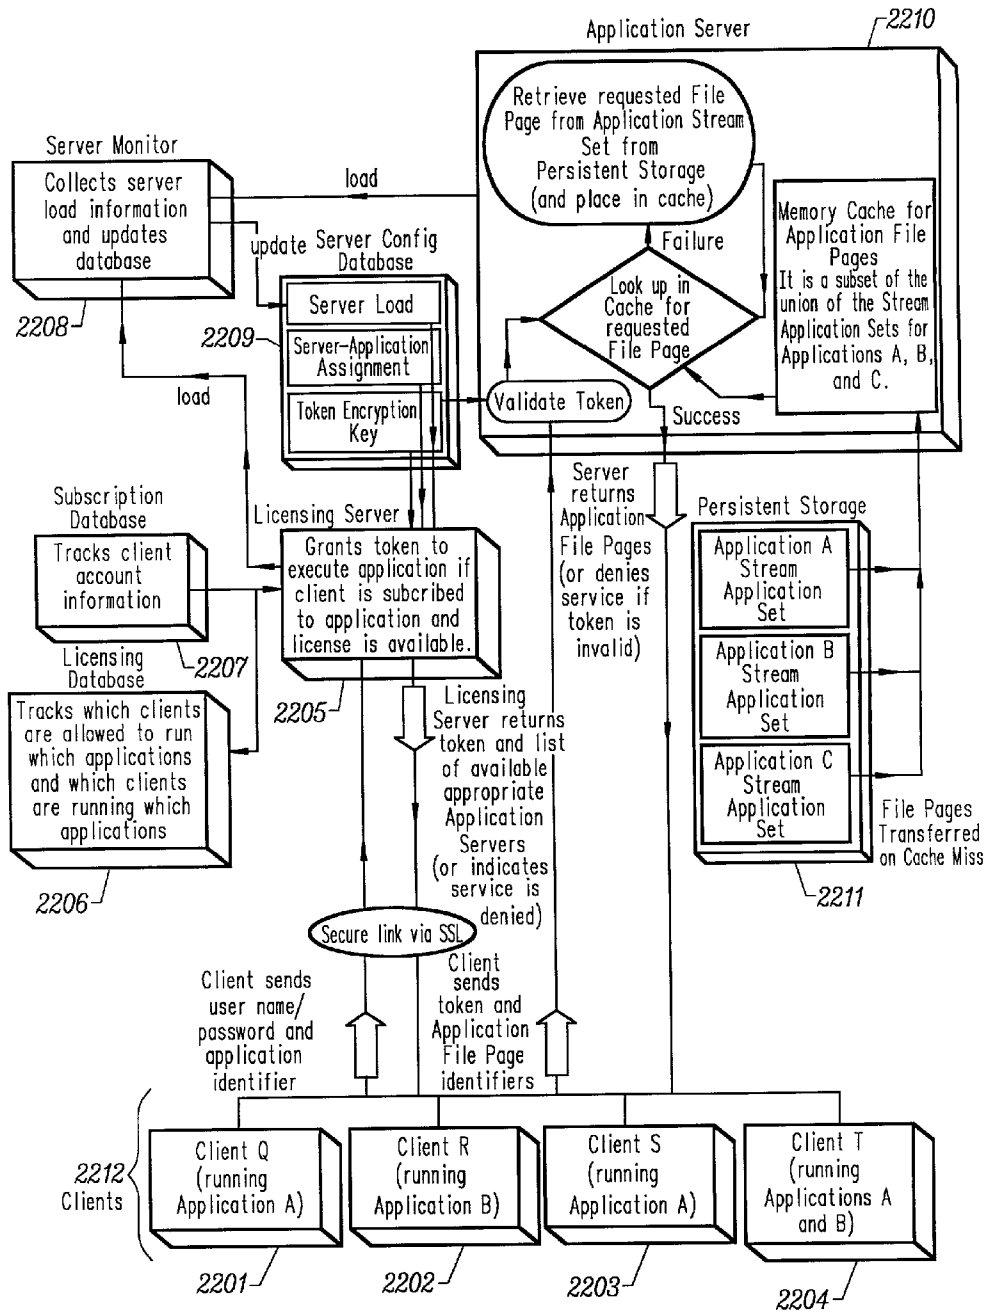 2210
Application Server
Retrieve requested File
Page from Application Stream
Set from
Persistent Storage
(and place in cache)
Server Monitor
Collects server
load information
and updates
database
2208
load
update
Server Config
Database
Server Load
2209
Server-Application
Assignment
Token Encryption
Key
load
Failure
Look up in
Cache for
requested
File Page
Memory Cache for
Application File
Pages
It is a subset of the
union of the Stream
Application Sets for
Applications A, B,
and C.
Validate Token
Success
Subscription
Database
Tracks client
account
information
2207
Licensing Server
Grants token to
execute application if
client is subcribed
to application and
license is available.
2205
Server
returns
Application
File Pages
(or denies
service if
token is
invalid)
Persistent Storage
Application A
Stream
Application
Set
Application B
Stream
Application
Set
Application C
Stream
Application
Set
2211
File Pages
Transferred
on Cache Miss
Licensing
Database
Tracks which clients
are allowed to run
which applications
and which clients
are running which
applications
2206
Licensing
Server returns
token and list
of available
appropriate
Application
Servers
(or indicates
service is
denied)
Secure link via SSL
Client sends
user name/
password and
application
identifier
Client
sends
token and
Application
File Page
identifiers
2212
Clients
Client Q
(running
Application A)
2201
Client R
(running
Application B)
2202
Client S
(running
Application A)
2203
Client T
(running
Applications A
and B)
2204